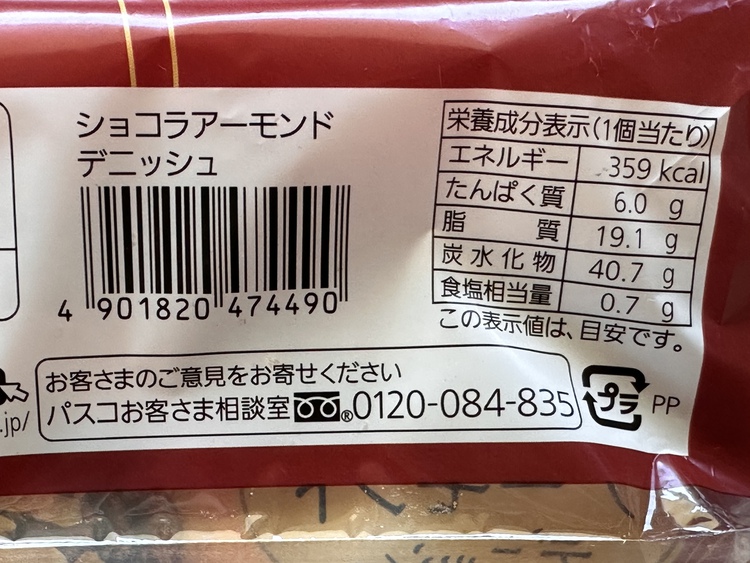 ショコラアーモンド
デニッシュ
4 901820 474490
栄養成分表示(1個当たり)
エネルギー 359 kcal
たんぱく質 6.0 g
脂質 19.1 g
炭水化物 40.7 g
食塩相当量 0.7 g
この表示値は、目安です。
お客さまのご意見をお寄せください
パスコお客さま相談室 ®0120-084-835
.jp/
プラ PP